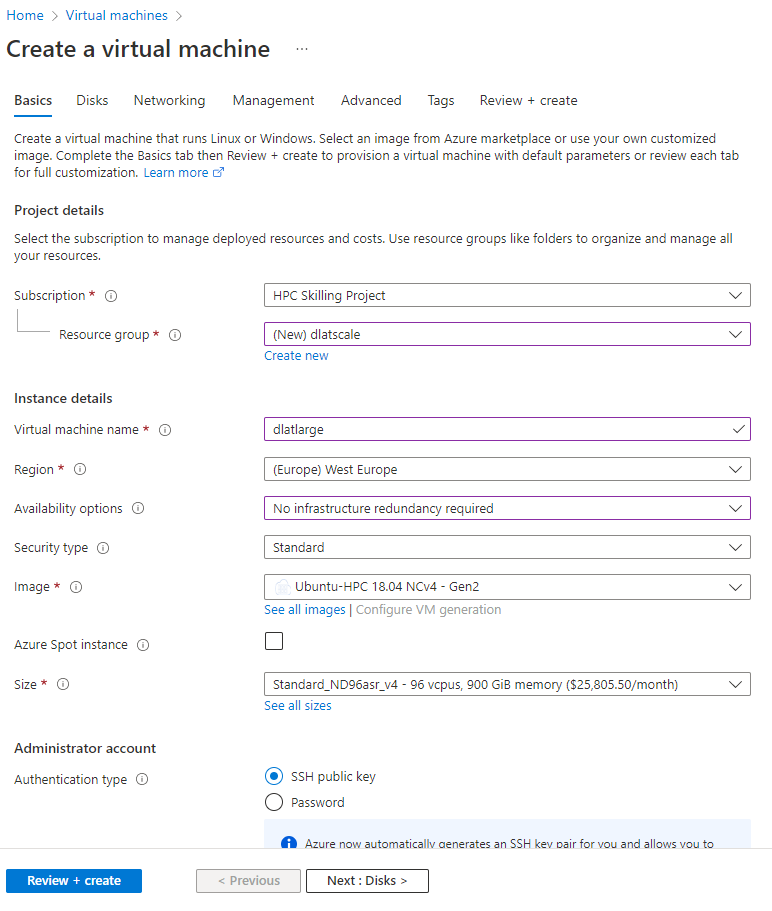 Home > Virtual machines >
Create a virtual machine ...
Basics Disks Networking Management Advanced Tags Review + create
Create a virtual machine that runs Linux or Windows. Select an image from Azure marketplace or use your own customized
image. Complete the Basics tab then Review + create to provision a virtual machine with default parameters or review each tab
for full customization. Learn more
Project details
Select the subscription to manage deployed resources and costs. Use resource groups like folders to organize and manage all
your resources.
Subscription * HPC Skilling Project
Resource group * (New) dlatscale
Create new
Instance details
Virtual machine name * dlatlarge
Region * (Europe) West Europe
Availability options No infrastructure redundancy required
Security type Standard
Image * Ubuntu-HPC 18.04 NCv4 - Gen2
See all images | Configure VM generation
Azure Spot instance
Size * Standard_ND96asr_v4 - 96 vcpus, 900 GiB memory ($25,805.50/month)
See all sizes
Administrator account
Authentication type SSH public key
Password
Azure now automatically generates an SSH key pair for you and allows you to
Review + create < Previous Next : Disks >